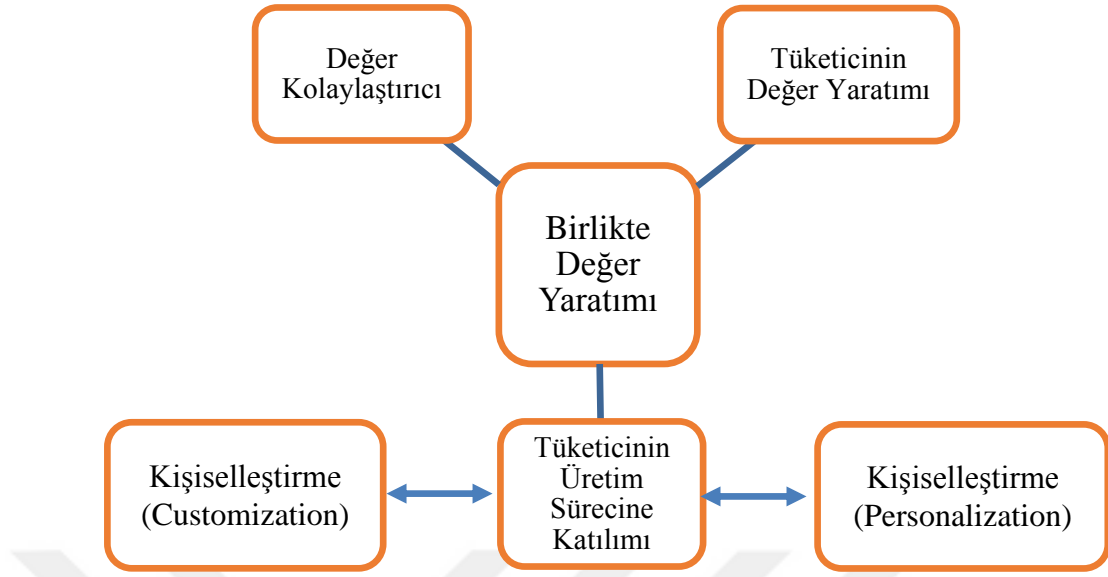 Değer
Kolaylaştırıcı
Tüketicinin
Değer Yaratımı
Birlikte
Değer
Yaratımı
Kişiselleştirme
(Customization)
Tüketicinin
Üretim
Sürecine
Katılımı
Kişiselleştirme
(Personalization)